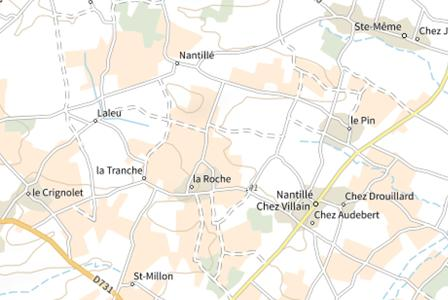 Ste-Même
Chez J
Nantillé
Laleu
le Pin
la Tranche
la Roche
le Crignolet
Nantillé
Chez Villain
Chez Drouillard
Chez Audebert
St-Millon
D731